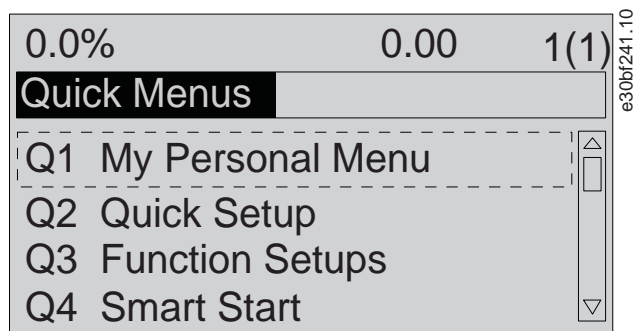 0.0% 0.00 1(1)
Quick Menus
Q1 My Personal Menu
Q2 Quick Setup
Q3 Function Setups
Q4 Smart Start
e30bf241.10